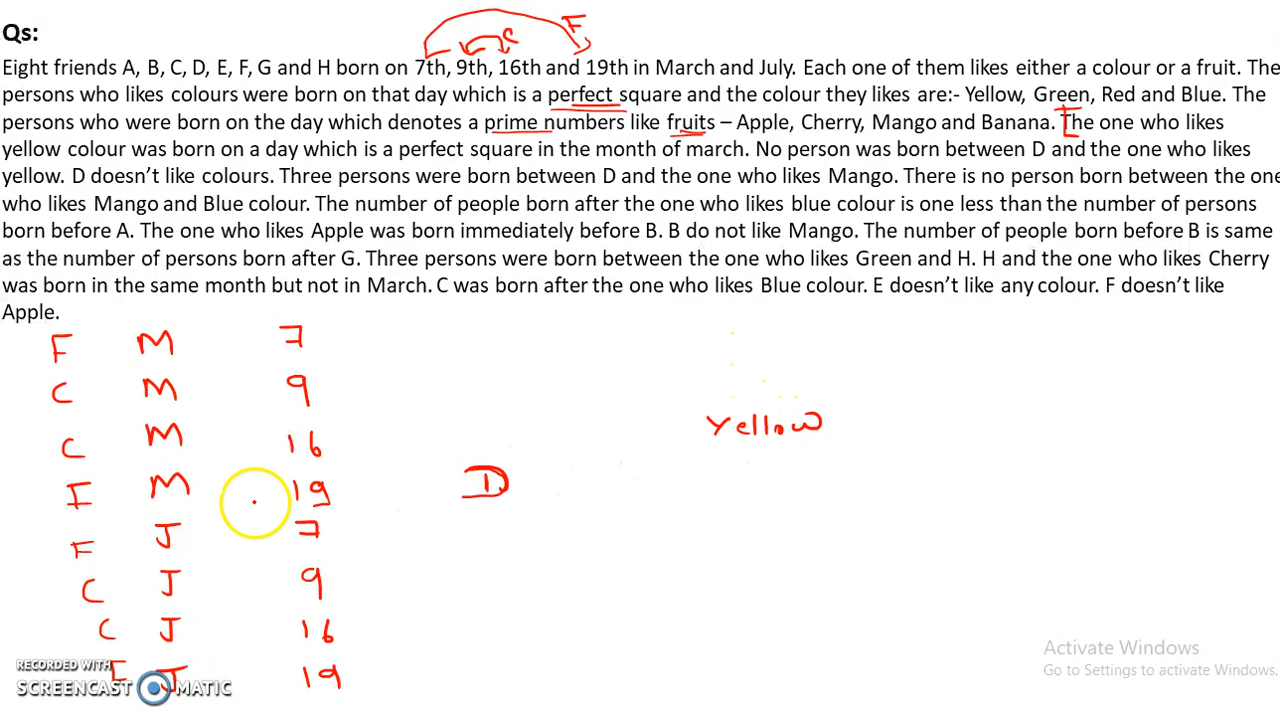 Qs:
F
C
Eight friends A, B, C, D, E, F, G and H born on 7th, 9th, 16th and 19th in March and July. Each one of them likes either a colour or a fruit. The
persons who likes colours were born on that day which is a perfect square and the colour they likes are:- Yellow, Green, Red and Blue. The
persons who were born on the day which denotes a prime numbers like fruits – Apple, Cherry, Mango and Banana. The one who likes
yellow colour was born on a day which is a perfect square in the month of march. No person was born between D and the one who likes
yellow. D doesn’t like colours. Three persons were born between D and the one who likes Mango. There is no person born between the one
who likes Mango and Blue colour. The number of people born after the one who likes blue colour is one less than the number of persons
born before A. The one who likes Apple was born immediately before B. B do not like Mango. The number of people born before B is same
as the number of persons born after G. Three persons were born between the one who likes Green and H. H and the one who likes Cherry
was born in the same month but not in March. C was born after the one who likes Blue colour. E doesn’t like any colour. F doesn’t like
Apple.
F M 7
C M 9
Yellow
C M 16
F M 19 D
F J 7
C J 9
C J 16
F J 19
Activate Windows
Go to Settings to activate Windows.
RECORDED WITH
SCREENCAST MATIC